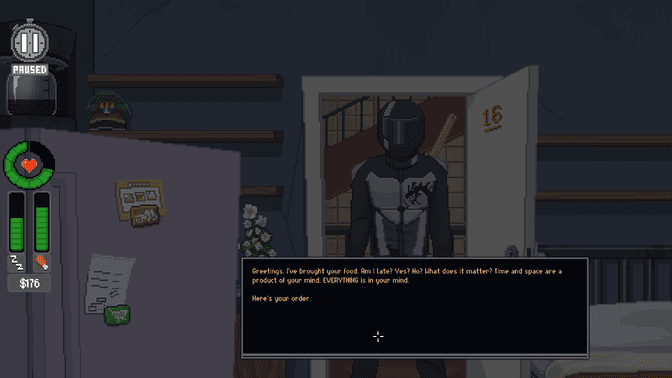 PAUSED
16
Greetings. I've brought your food. Am I late? Yes? No? What does it matter? Time and space are a
product of your mind. EVERYTHING is in your mind.
Here's your order.
$176